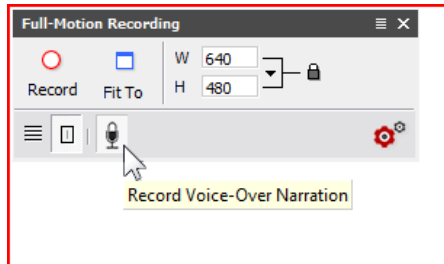 Full-Motion Recording
W 640
Record Fit To H 480
Record Voice-Over Narration